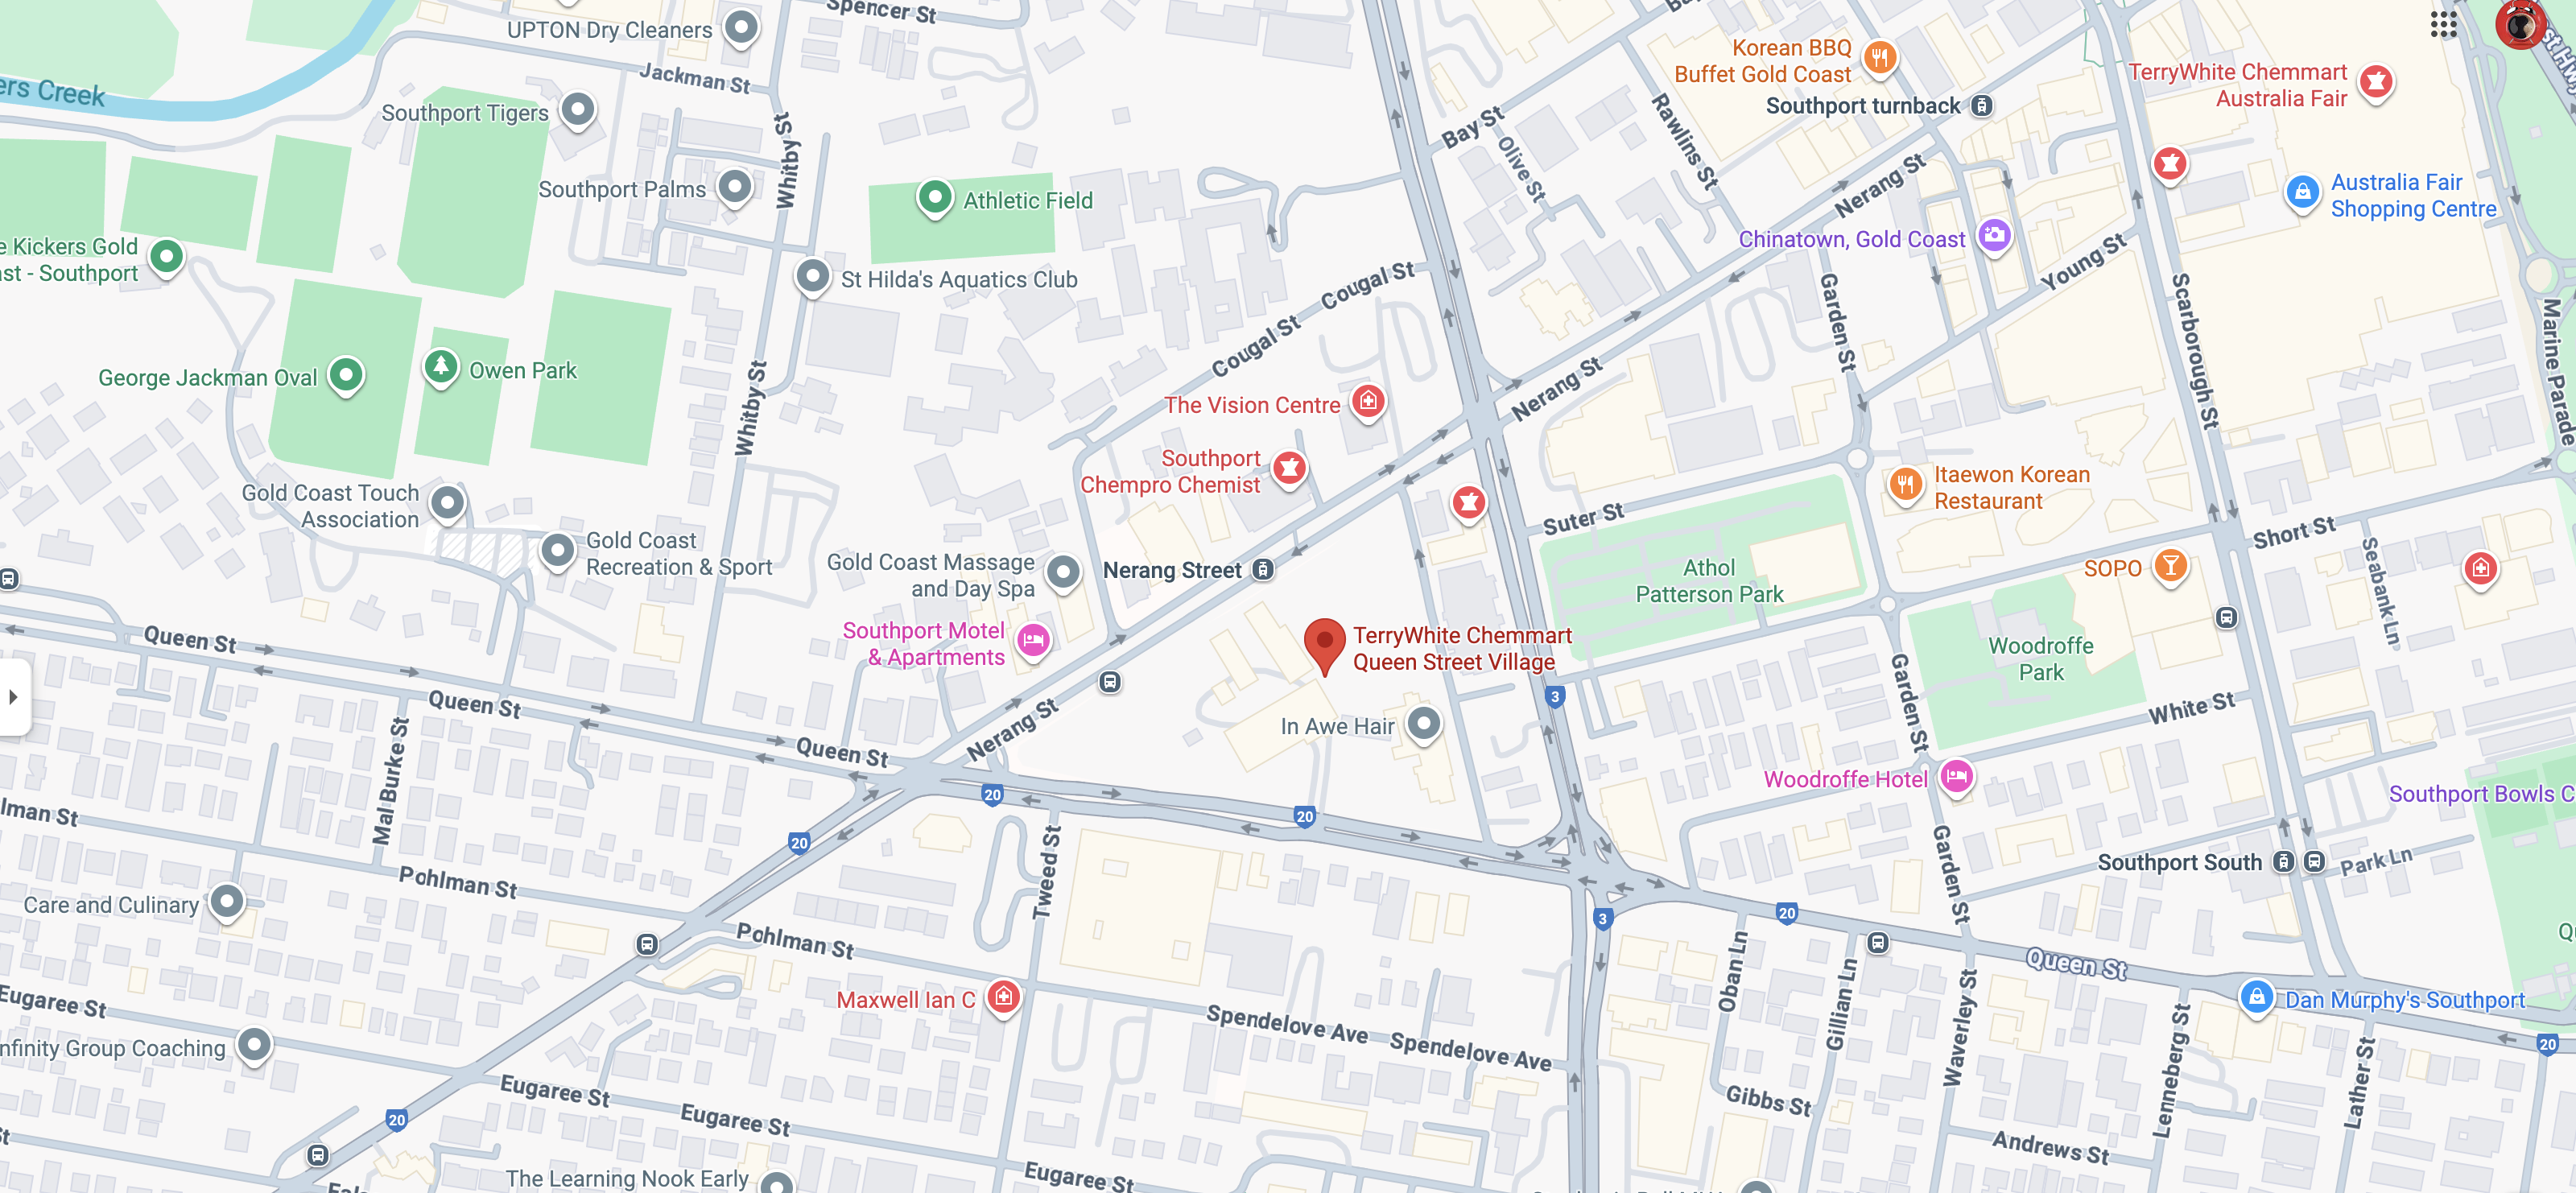 Spencer St
UPTON Dry Cleaners
Jackman St
ers Creek
Southport Tigers
Whitby St
Southport Palms
Athletic Field
e Kickers Gold
ast - Southport
St Hilda's Aquatics Club
George Jackman Oval
Owen Park
Whitby St
Gold Coast Touch
Association
Gold Coast
Recreation & Sport
Korean BBQ
Buffet Gold Coast
Southport turnback
TerryWhite Chemmart
Australia Fair
Bay St
Olive St
Rawlins St
Nerang St
Australia Fair
Shopping Centre
Chinatown, Gold Coast
Young St
Cougal St
Cougal St
Garden St
Scarborough St
Marine Parade
The Vision Centre
Nerang St
Southport
Chempro Chemist
Itaewon Korean
Restaurant
Suter St
Short St
Seabank Ln
Nerang Street
Gold Coast Massage
and Day Spa
Athol
Patterson Park
SOPO
Southport Motel
& Apartments
TerryWhite Chemmart
Queen Street Village
Woodroffe
Park
Queen St
Queen St
Queen St
Nerang St
In Awe Hair
3
Garden St
White St
Mal Burke St
Woodroffe Hotel
Southport Bowls C
20
20
20
lman St
Tweed St
Garden St
Southport South
Park Ln
Pohlman St
Care and Culinary
Pohlman St
3
20
Queen St
Q
Oban Ln
Gillian Ln
Waverley St
Lenneberg St
Lather St
Dan Murphy's Southport
20
Maxwell Ian C
Eugaree St
Spendelove Ave
Spendelove Ave
nfinity Group Coaching
Eugaree St
Eugaree St
Gibbs St
20
Andrews St
St
The Learning Nook Early
Eugaree St